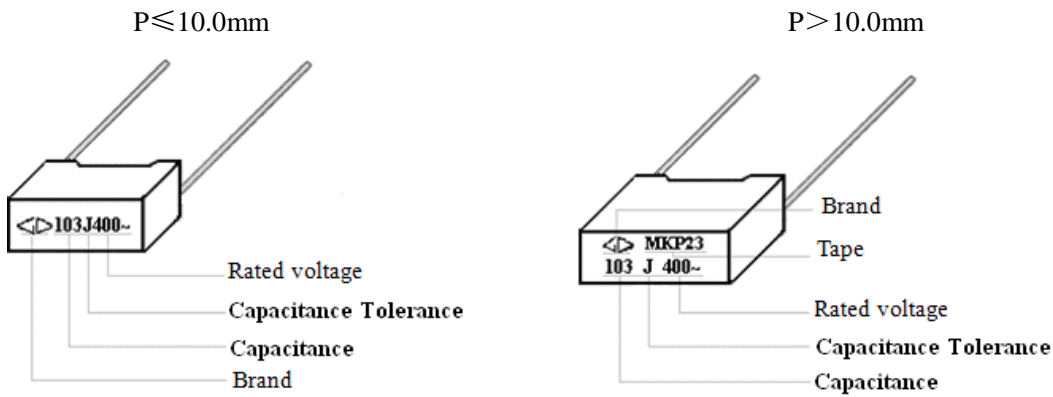 P≤10.0mm
P＞10.0mm
103J400~
Rated voltage
Capacitance Tolerance
Capacitance
Brand
MKP23
103 J 400~
Brand
Tape
Rated voltage
Capacitance Tolerance
Capacitance